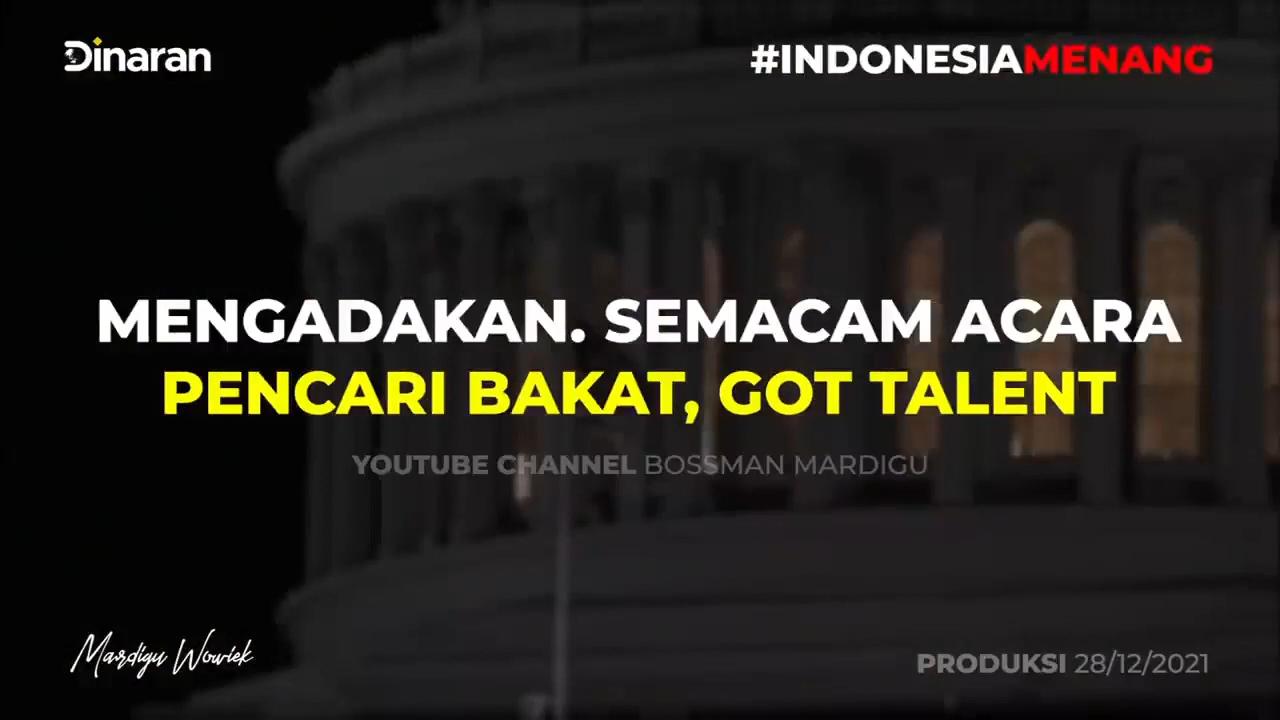 Dinaran
#INDONESIAMENANG
MENGADAKAN. SEMACAM ACARA
PENCARI BAKAT, GOT TALENT
YOUTUBE CHANNEL BOSSMAN MARDIGU
Mardigu Wowiek
PRODUKSI 28/12/2021